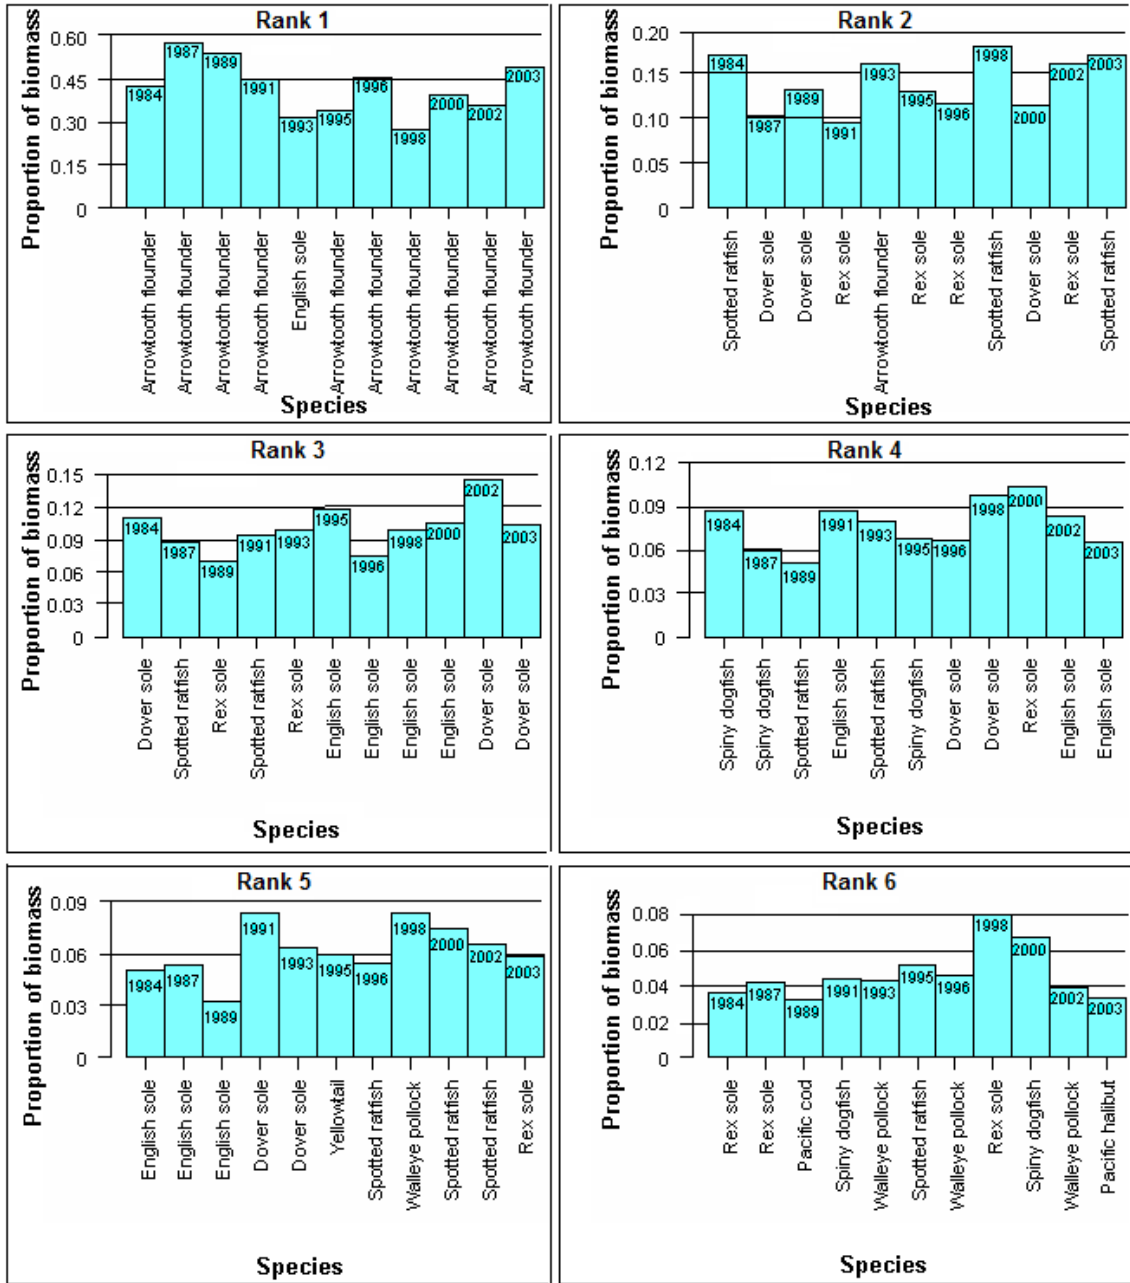 Rank 1
Proportion of biomass
0.60
0.45
0.30
0.15
0
1984
1987
1989
1991
1993
1995
1996
1998
2000
2002
2003
Arrowtooth flounder
Arrowtooth flounder
Arrowtooth flounder
Arrowtooth flounder
English sole
Arrowtooth flounder
Arrowtooth flounder
Arrowtooth flounder
Arrowtooth flounder
Arrowtooth flounder
Arrowtooth flounder
Species
Rank 2
Proportion of biomass
0.20
0.15
0.10
0.05
0
1984
1987
1989
1991
1993
1995
1996
1998
2000
2002
2003
Spotted ratfish
Dover sole
Dover sole
Rex sole
Arrowtooth flounder
Rex sole
Rex sole
Spotted ratfish
Dover sole
Rex sole
Spotted ratfish
Species
Rank 3
Proportion of biomass
0.15
0.12
0.09
0.06
0.03
0
1984
1987
1989
1991
1993
1995
1996
1998
2000
2002
2003
Dover sole
Spotted ratfish
Rex sole
Spotted ratfish
Rex sole
English sole
English sole
English sole
English sole
Dover sole
Dover sole
Species
Rank 4
Proportion of biomass
0.12
0.09
0.06
0.03
0
1984
1987
1989
1991
1993
1995
1996
1998
2000
2002
2003
Spiny dogfish
Spiny dogfish
Spotted ratfish
English sole
Spotted ratfish
Spiny dogfish
Dover sole
Dover sole
Rex sole
English sole
English sole
Species
Rank 5
Proportion of biomass
0.09
0.06
0.03
0
1984
1987
1989
1991
1993
1995
1996
1998
2000
2002
2003
English sole
English sole
English sole
Dover sole
Dover sole
Yellowtail
Spotted ratfish
Walleye pollock
Spotted ratfish
Spotted ratfish
Rex sole
Species
Rank 6
Proportion of biomass
0.08
0.06
0.04
0.02
0
1984
1987
1989
1991
1993
1995
1996
1998
2000
2002
2003
Rex sole
Rex sole
Pacific cod
Spiny dogfish
Walleye pollock
Spotted ratfish
Walleye pollock
Rex sole
Spiny dogfish
Walleye pollock
Pacific halibut
Species